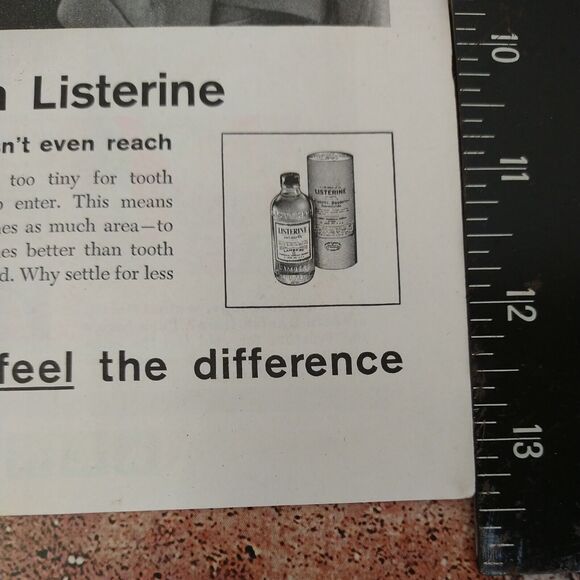 n Listerine
n't even reach
too tiny for tooth
o enter. This means
nes as much area—to
es better than tooth
d. Why settle for less
LISTERINE
LISTERINE
feel the difference
10
11
12
13